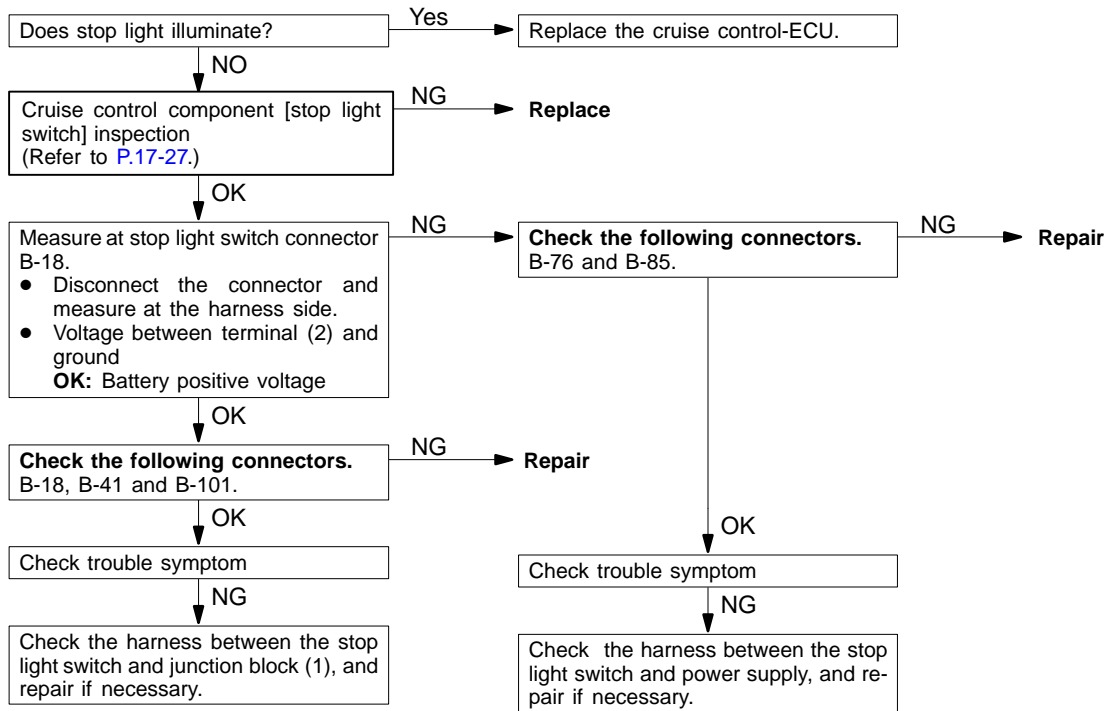 Does stop light illuminate?
Yes
Replace the cruise control-ECU.
NO
Cruise control component [stop light
switch] inspection
(Refer to P.17-27.)
NG
Replace
OK
Measure at stop light switch connector
B-18.
● Disconnect the connector and
measure at the harness side.
● Voltage between terminal (2) and
ground
OK: Battery positive voltage
NG
Check the following connectors.
B-76 and B-85.
NG
Repair
OK
Check the following connectors.
B-18, B-41 and B-101.
NG
Repair
OK
Check trouble symptom
NG
Check the harness between the stop
light switch and junction block (1), and
repair if necessary.
OK
Check trouble symptom
NG
Check the harness between the stop
light switch and power supply, and re-
pair if necessary.